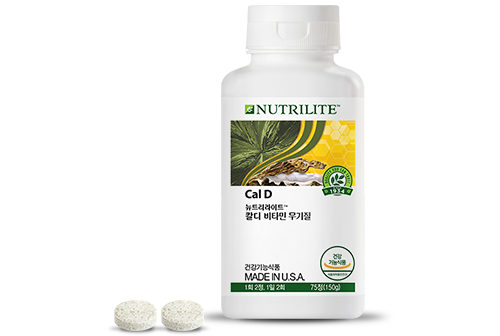 NUTRILITE™
Cal D
뉴트리라이트™
칼디 비타민 무기질
1934
건강기능식품
MADE IN U.S.A.
1회 2정, 1일 2회 75정(150g)
건강
기능식품